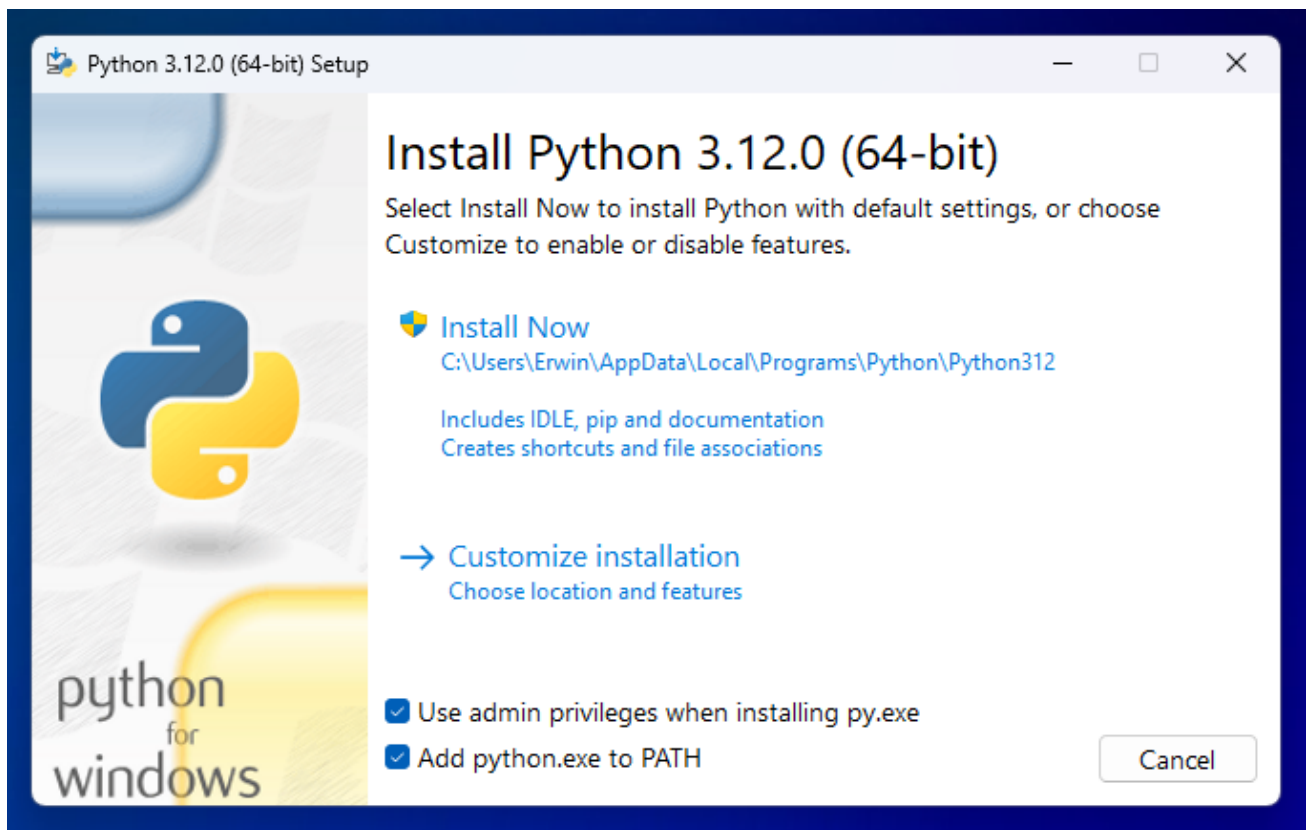 Python 3.12.0 (64-bit) Setup
Install Python 3.12.0 (64-bit)
Select Install Now to install Python with default settings, or choose
Customize to enable or disable features.
Install Now
C:\Users\Erwin\AppData\Local\Programs\Python\Python312
Includes IDLE, pip and documentation
Creates shortcuts and file associations
Customize installation
Choose location and features
Use admin privileges when installing py.exe
Add python.exe to PATH
Cancel
python
for
windows